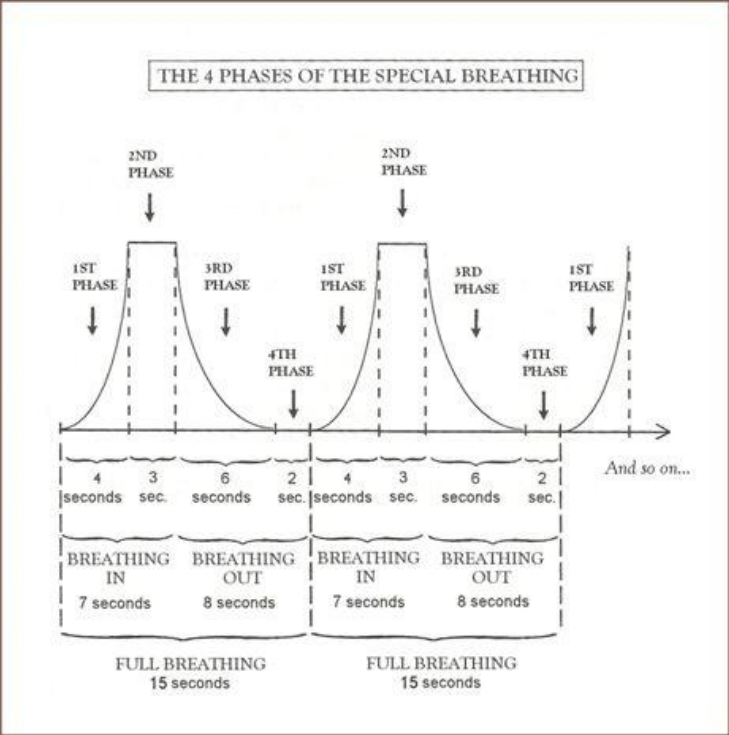 THE 4 PHASES OF THE SPECIAL BREATHING
2ND
PHASE
2ND
PHASE
1ST
PHASE
3RD
PHASE
1ST
PHASE
3RD
PHASE
1ST
PHASE
4TH
PHASE
4TH
PHASE
And so on...
4 3 6 2 4 3 6 2
seconds sec. seconds sec. seconds sec. seconds sec.
BREATHING BREATHING BREATHING BREATHING
IN OUT IN OUT
7 seconds 8 seconds 7 seconds 8 seconds
FULL BREATHING FULL BREATHING
15 seconds 15 seconds